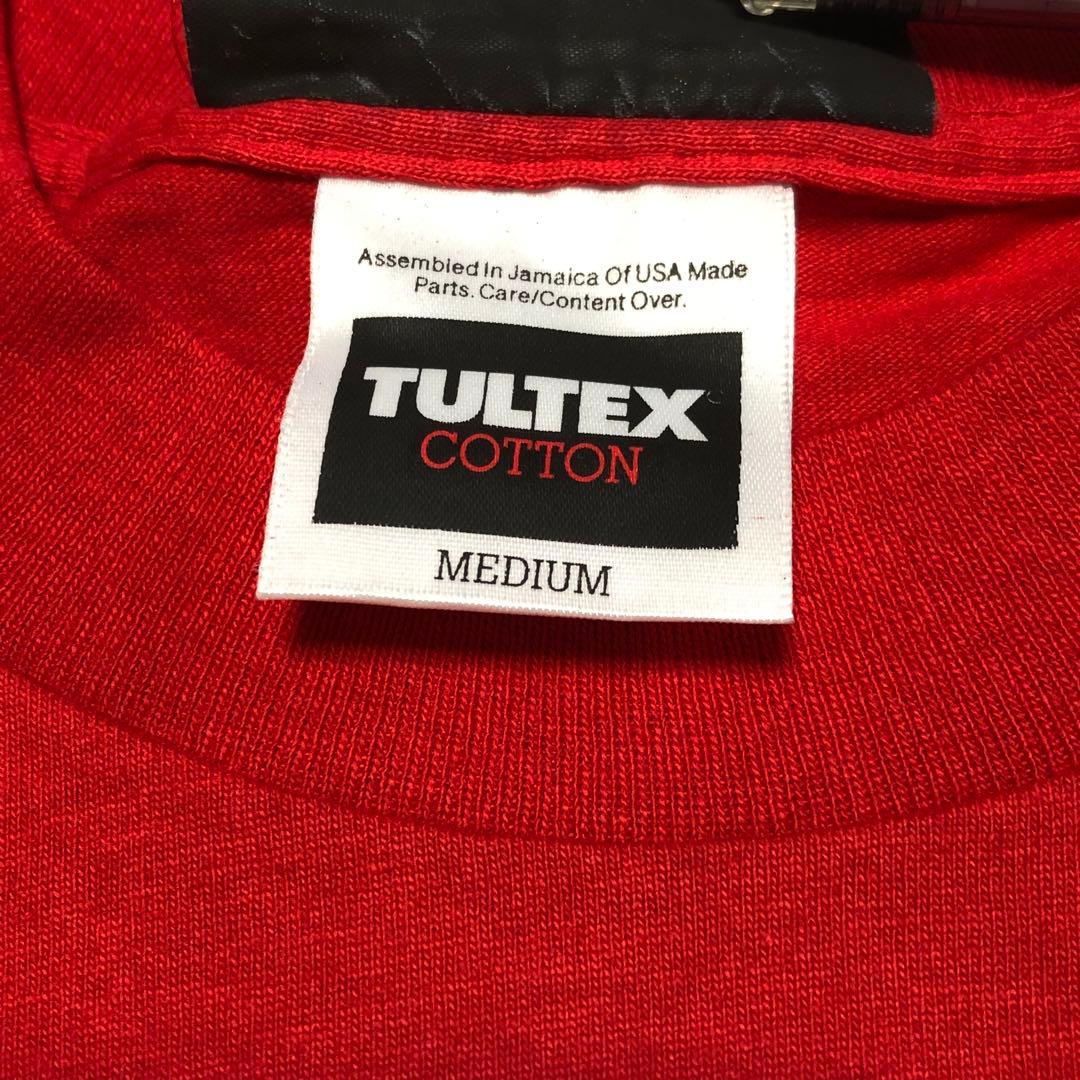 Assembled In Jamaica Of USA Made
Parts. Care/Content Over.
TULTEX
COTTON
MEDIUM